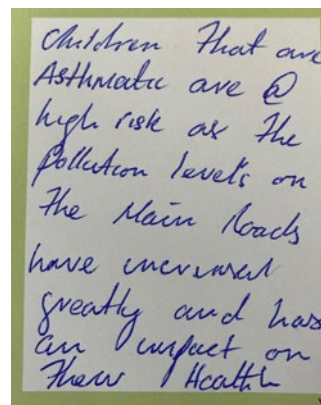 Children That are
Asthmatic are @
high risk as The
pollution levels on
The Main Roads
have increased
greatly and has
an impact on
Their Health